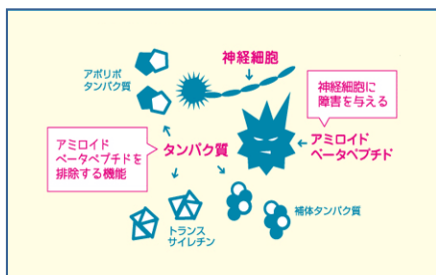 神経細胞
アポリポ
タンパク質
神経細胞に
障害を与える
アミロイド
ベータペプチド
アミロイド
ベータペプチドを
排除する機能
タンパク質
トランス
サイレチン
補体タンパク質